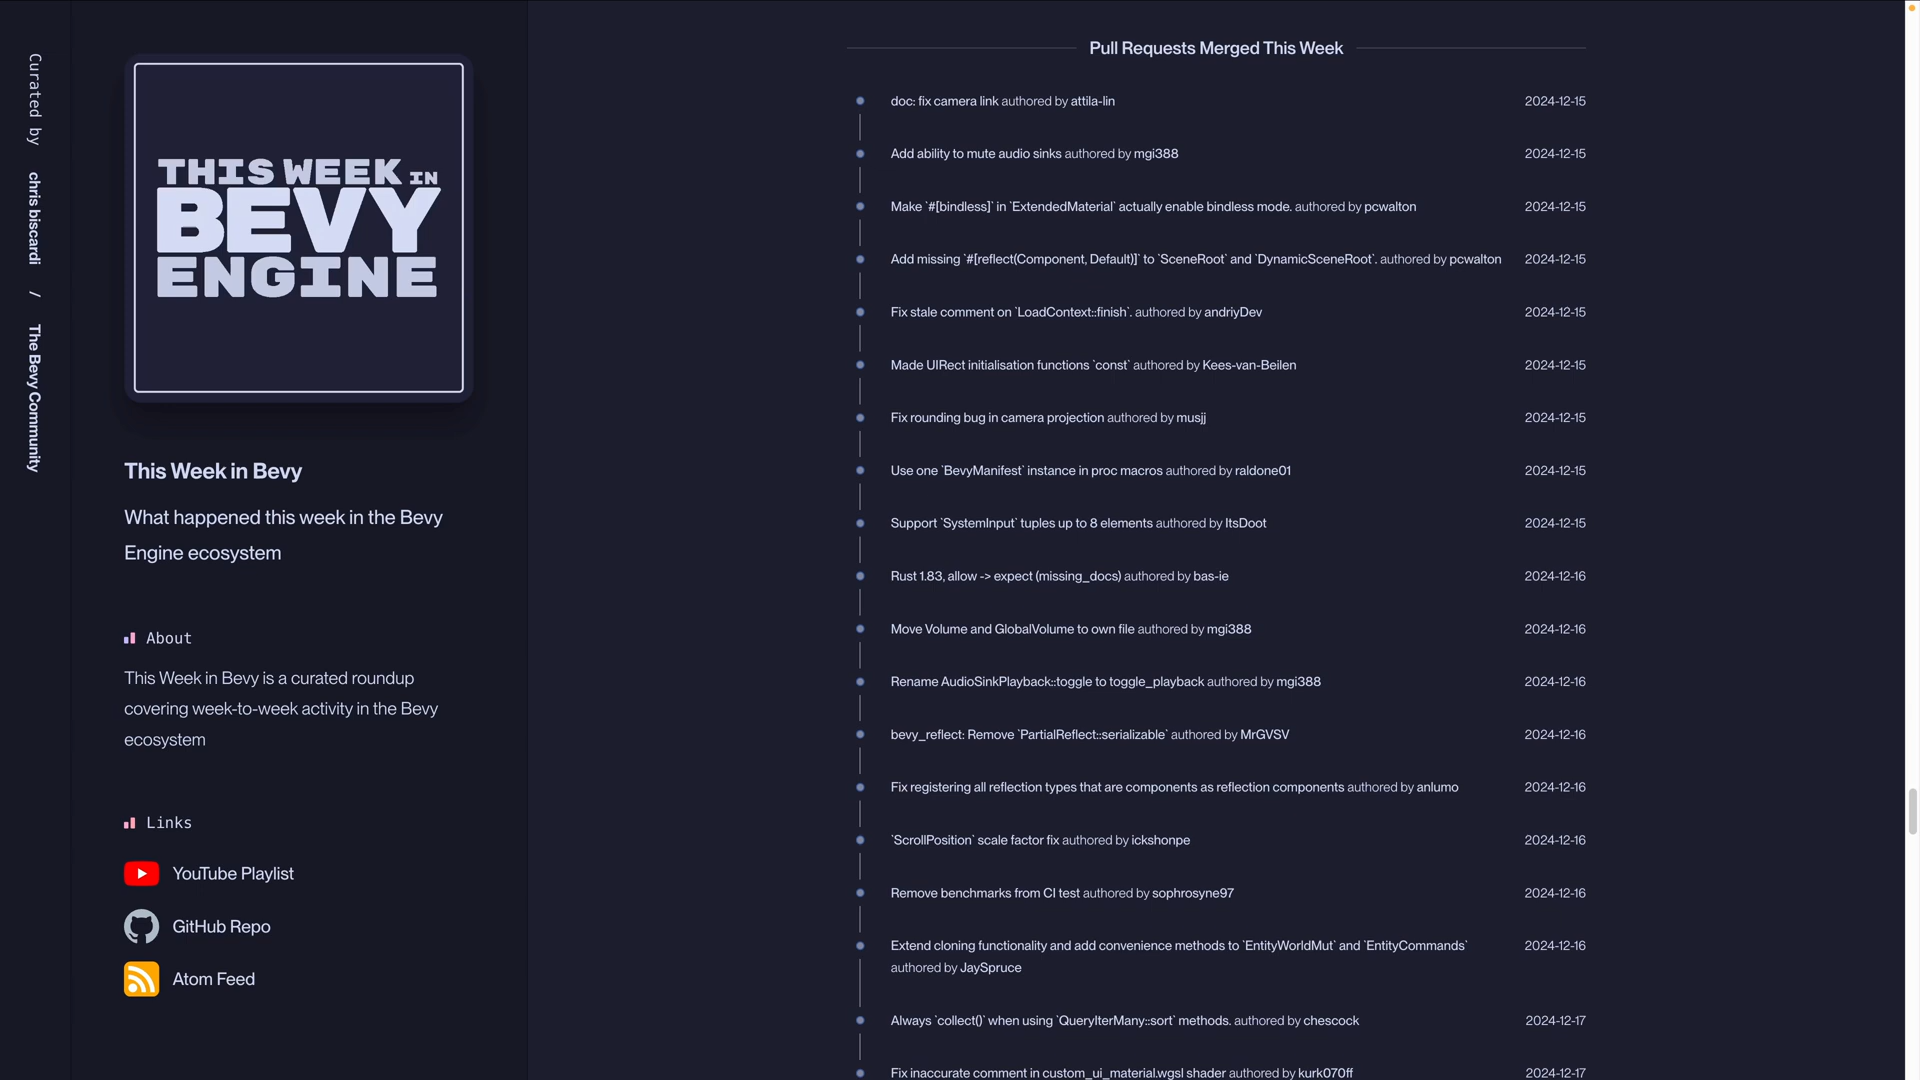 Curated by chris biscardi / The Bevy Community
THIS WEEK IN
BEVY
ENGINE
This Week in Bevy
What happened this week in the Bevy
Engine ecosystem
About
This Week in Bevy is a curated roundup
covering week-to-week activity in the Bevy
ecosystem
Links
YouTube Playlist
GitHub Repo
Atom Feed
Pull Requests Merged This Week
doc: fix camera link authored by attila-lin 2024-12-15
Add ability to mute audio sinks authored by mgi388 2024-12-15
Make `#[bindless]` in `ExtendedMaterial` actually enable bindless mode. authored by pcwalton 2024-12-15
Add missing `#[reflect(Component, Default)]` to `SceneRoot` and `DynamicSceneRoot`. authored by pcwalton 2024-12-15
Fix stale comment on `LoadContext::finish`. authored by andriyDev 2024-12-15
Made UIRect initialisation functions `const` authored by Kees-van-Beilen 2024-12-15
Fix rounding bug in camera projection authored by musjj 2024-12-15
Use one `BevyManifest` instance in proc macros authored by raldone01 2024-12-15
Support `SystemInput` tuples up to 8 elements authored by ItsDoot 2024-12-15
Rust 1.83, allow -> expect (missing_docs) authored by bas-ie 2024-12-16
Move Volume and GlobalVolume to own file authored by mgi388 2024-12-16
Rename AudioSinkPlayback::toggle to toggle_playback authored by mgi388 2024-12-16
bevy_reflect: Remove `PartialReflect::serializable` authored by MrGVSV 2024-12-16
Fix registering all reflection types that are components as reflection components authored by anlumo 2024-12-16
`ScrollPosition` scale factor fix authored by ickshonpe 2024-12-16
Remove benchmarks from CI test authored by sophrosyne97 2024-12-16
Extend cloning functionality and add convenience methods to `EntityWorldMut` and `EntityCommands` 2024-12-16
authored by JaySpruce
Always `collect()` when using `QueryIterMany::sort` methods. authored by chescock 2024-12-17
Fix inaccurate comment in custom_ui_material.wgsl shader authored by kurk070ff 2024-12-17